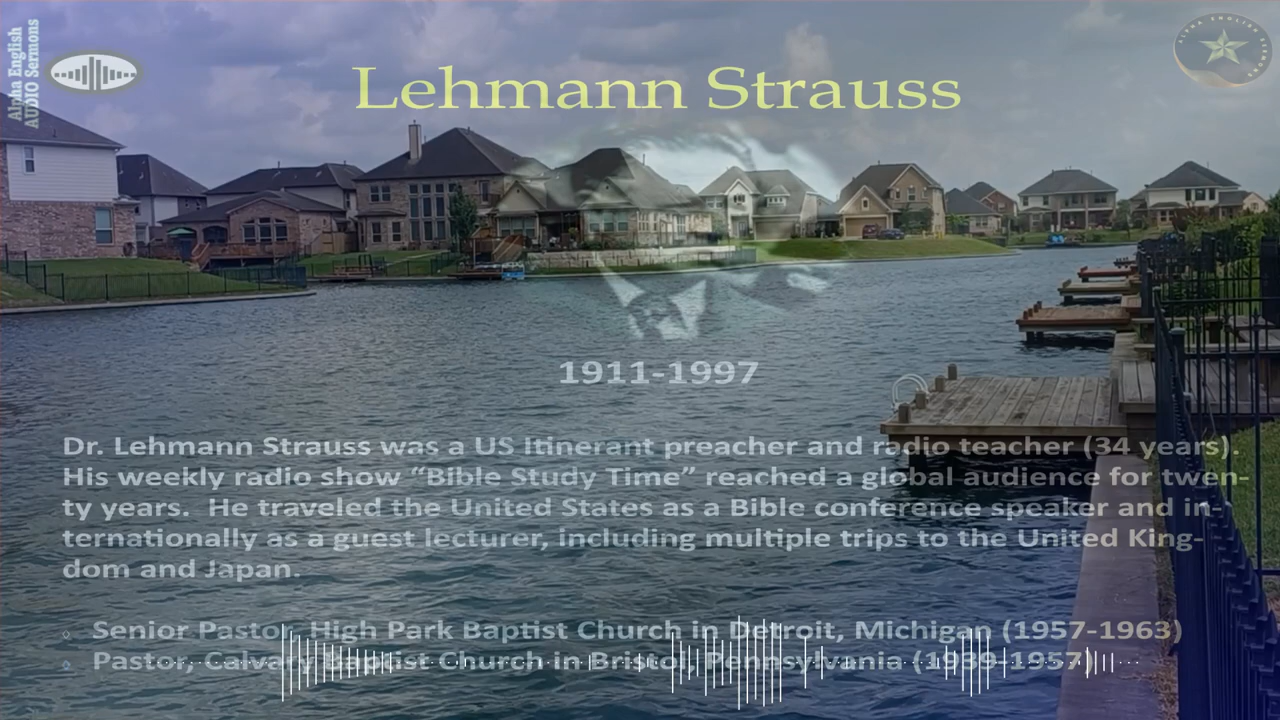 Alpha English
AUDIO Sermons
Lehmann Strauss
1911-1997
Dr. Lehmann Strauss was a US Itinerant preacher and radio teacher (34 years).
His weekly radio show “Bible Study Time” reached a global audience for twen-
ty years. He traveled the United States as a Bible conference speaker and in-
ternationally as a guest lecturer, including multiple trips to the United King-
dom and Japan.
Senior Pastor, High Park Baptist Church in Detroit, Michigan (1957-1963)
Pastor, Calvary Baptist Church in Bristol, Pennsylvania (1939-1957)